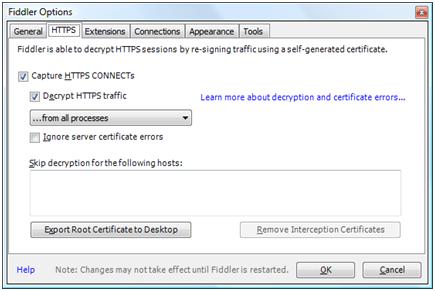 Fiddler Options
General HTTPS Extensions Connections Appearance Tools
Fiddler is able to decrypt HTTPS sessions by re-signing traffic using a self-generated certificate.
Capture HTTPS CONNECTs
Decrypt HTTPS traffic Learn more about decryption and certificate errors...
...from all processes
Ignore server certificate errors
Skip decryption for the following hosts:
Export Root Certificate to Desktop Remove Interception Certificates
Help Note: Changes may not take effect until Fiddler is restarted. OK Cancel